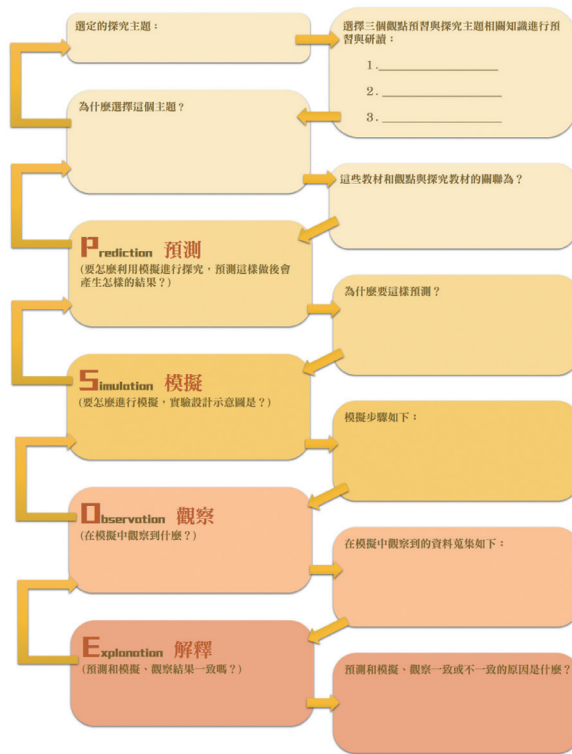 選定的探究主題：
選擇三個觀點預習與探究主題相關知識進行預
習與研讀：
1.
2.
3.
為什麼選擇這個主題？
這些教材和觀點與探究教材的關聯為？
Prediction 預測
(要怎麼利用模擬進行探究，預測這樣做後會
產生怎樣的結果？)
為什麼要這樣預測？
Simulation 模擬
(要怎麼進行模擬，實驗設計示意圖是？)
模擬步驟如下：
Observation 觀察
(在模擬中觀察到什麼？)
在模擬中觀察到的資料蒐集如下：
Explanation 解釋
(預測和模擬、觀察結果一致嗎？)
預測和模擬、觀察一致或不一致的原因是什麼？